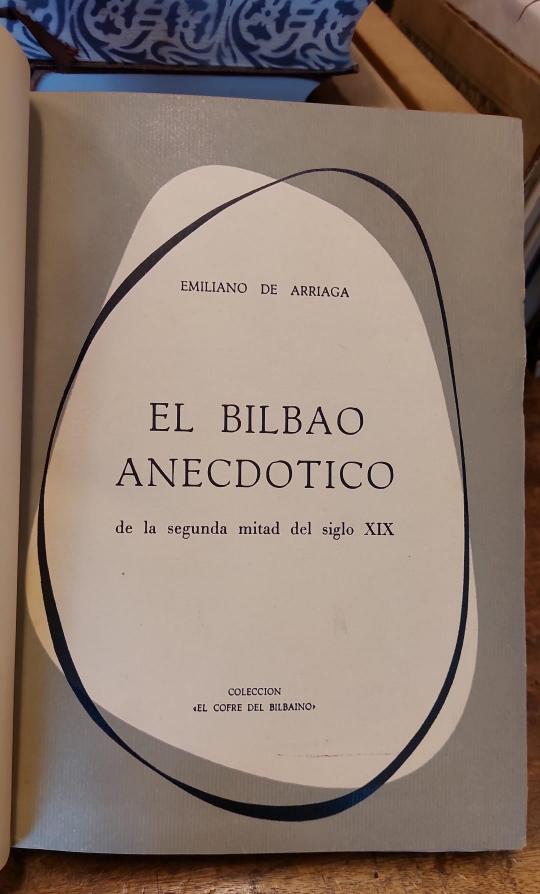 EMILIANO DE ARRIAGA
EL BILBAO
ANECDOTICO
de la segunda mitad del siglo XIX
COLECCION
«EL COFRE DEL BILBAINO»